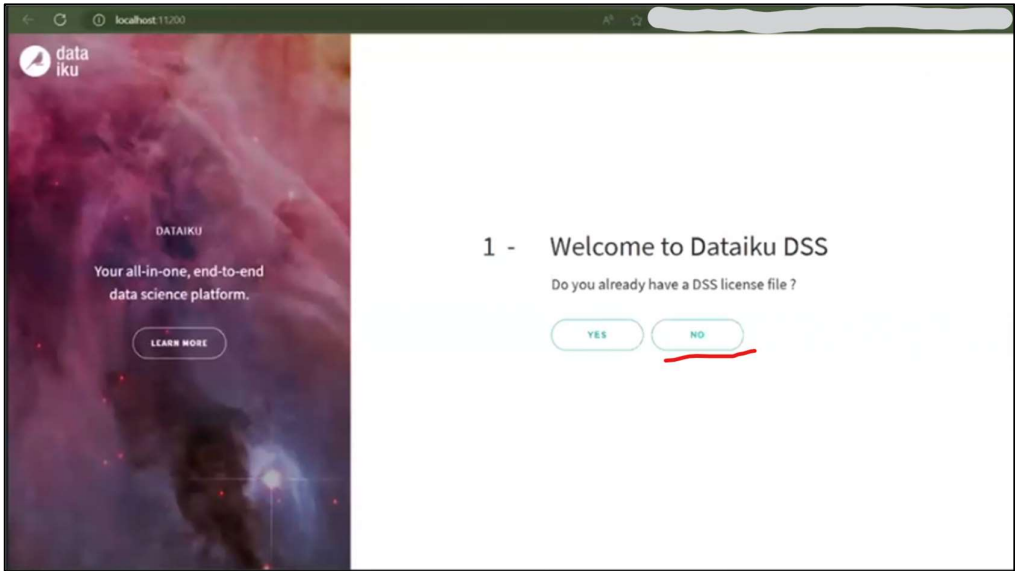 localhost:11200
data
iku
DATAIKU
Your all-in-one, end-to-end
data science platform.
LEARN MORE
1 - Welcome to Dataiku DSS
Do you already have a DSS license file ?
YES NO